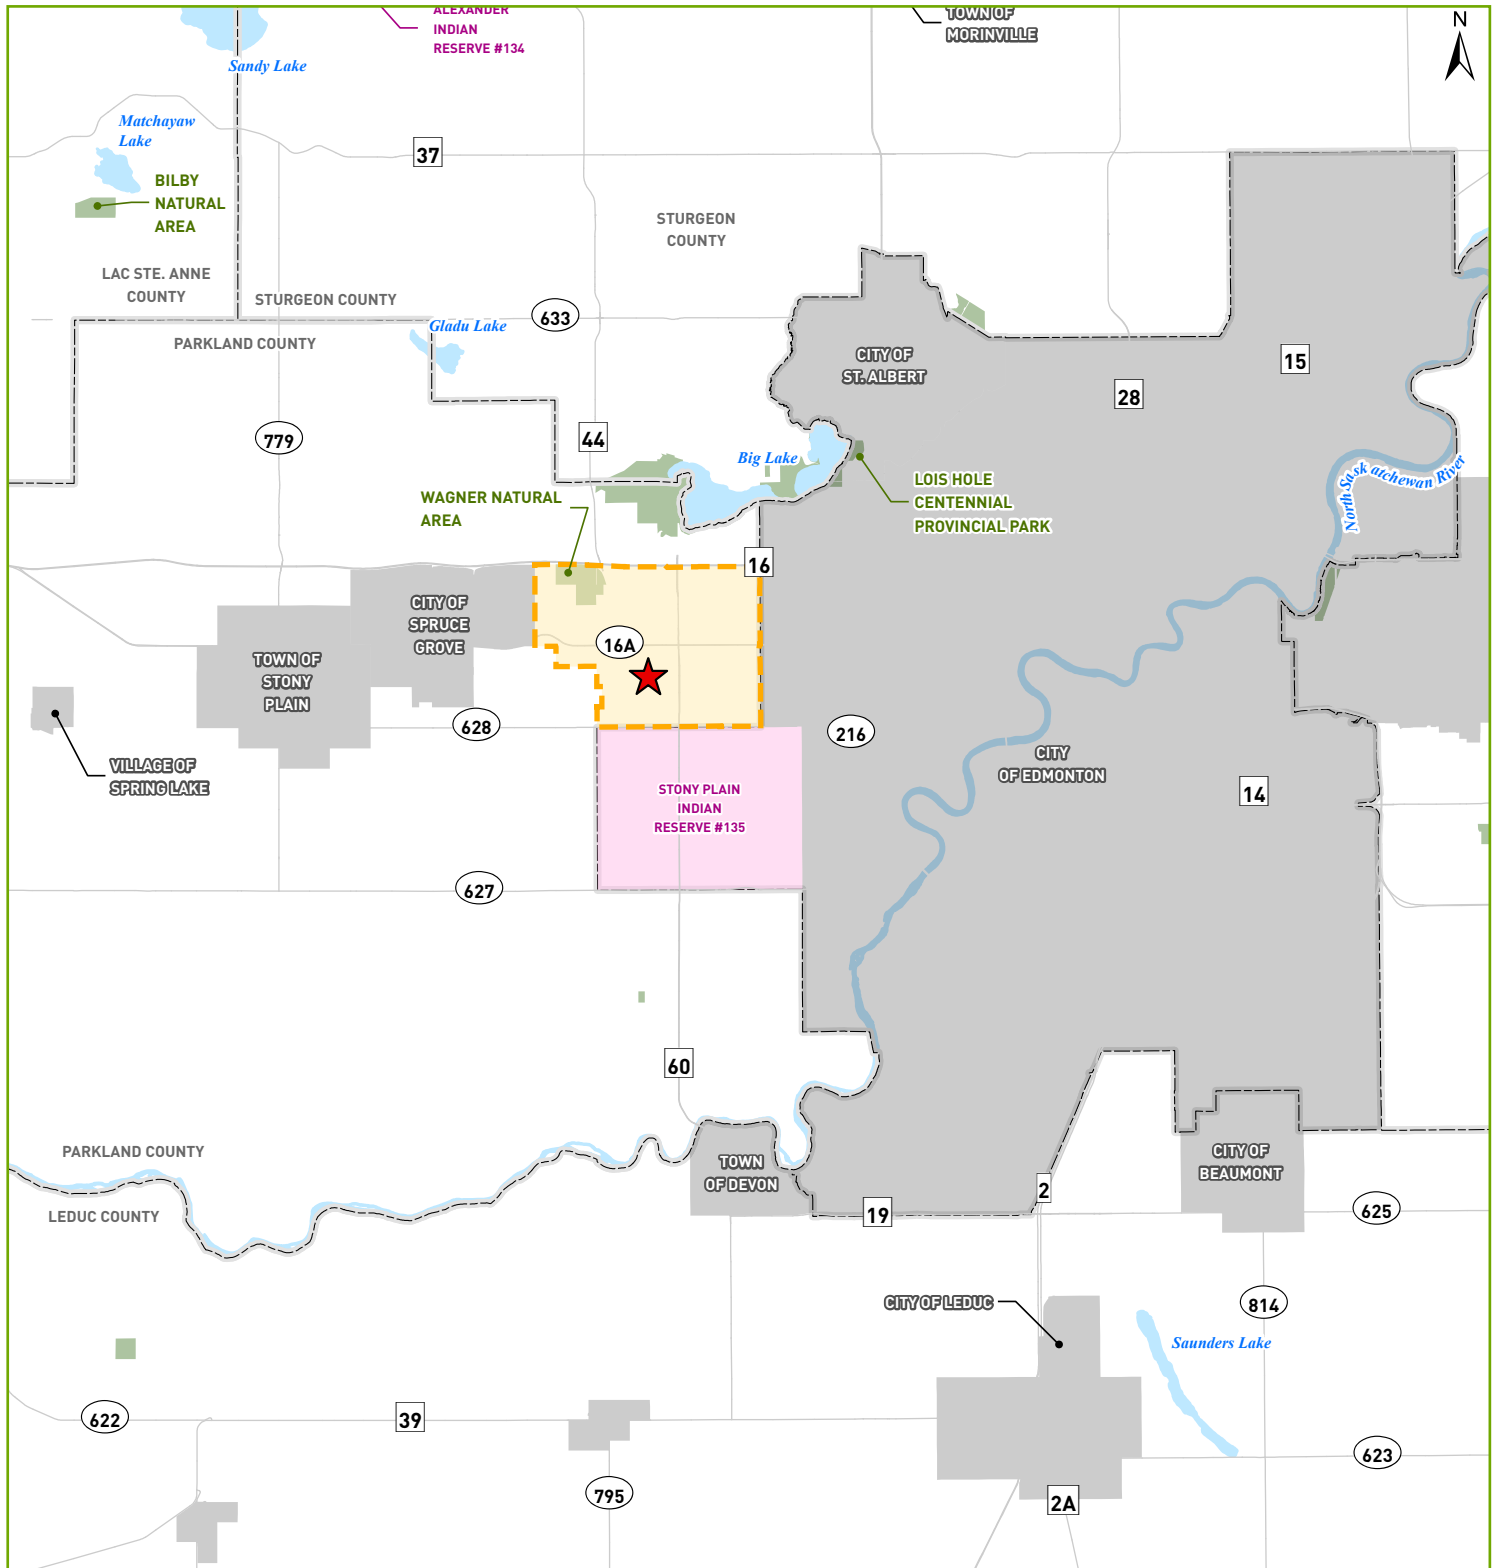 ALEXANDER
INDIAN
RESERVE #134
TOWN OF
MORINVILLE
N
Sandy Lake
Matchayaw
Lake
37
BILBY
NATURAL
AREA
STURGEON
COUNTY
LAC STE. ANNE
COUNTY
STURGEON COUNTY
633
Gladu Lake
PARKLAND COUNTY
CITY OF
ST. ALBERT
15
28
779
44
Big Lake
LOIS HOLE
CENTENNIAL
PROVINCIAL PARK
North Saskatchewan River
WAGNER NATURAL
AREA
16
CITY OF
SPRUCE
GROVE
16A
TOWN OF
STONY
PLAIN
628
216
CITY
OF EDMONTON
VILLAGE OF
SPRING LAKE
STONY PLAIN
INDIAN
RESERVE #135
14
627
60
PARKLAND COUNTY
LEDUC COUNTY
TOWN
OF DEVON
CITY OF
BEAUMONT
2
19
625
CITY OF LEDUC
814
Saunders Lake
622
39
623
795
2A